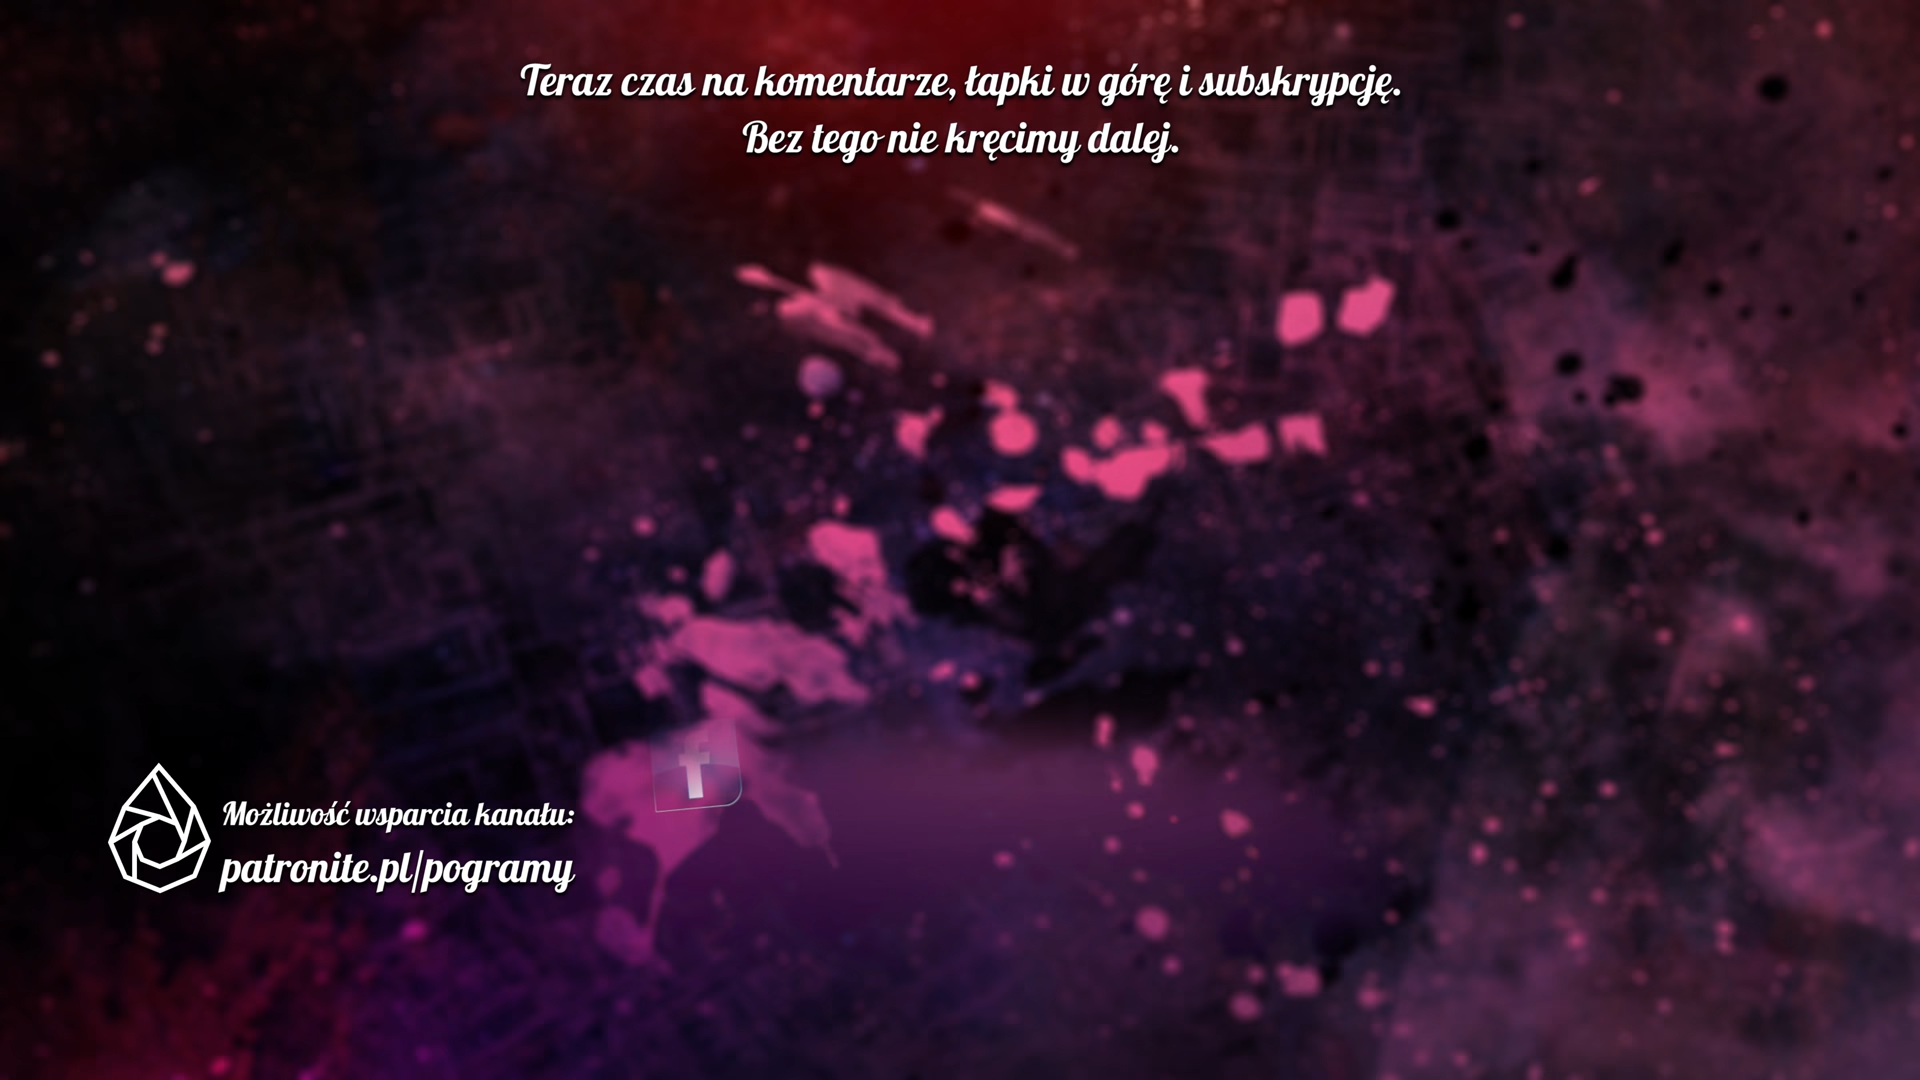 Teraz czas na komentarze, łapki w górę i subskrypcję.
Bez tego nie kręcimy dalej.
f
Możliwość wsparcia kanału:
patronite.pl/pogramy